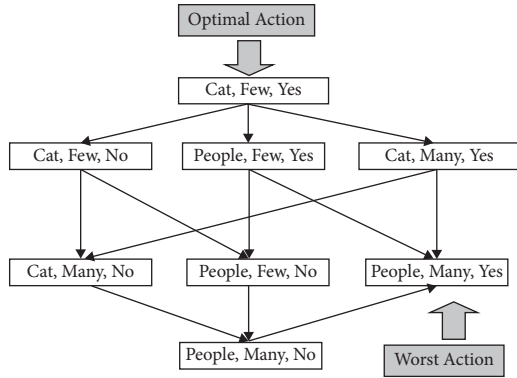 Optimal Action
Cat, Few, Yes
Cat, Few, No
People, Few, Yes
Cat, Many, Yes
Cat, Many, No
People, Few, No
People, Many, Yes
People, Many, No
Worst Action